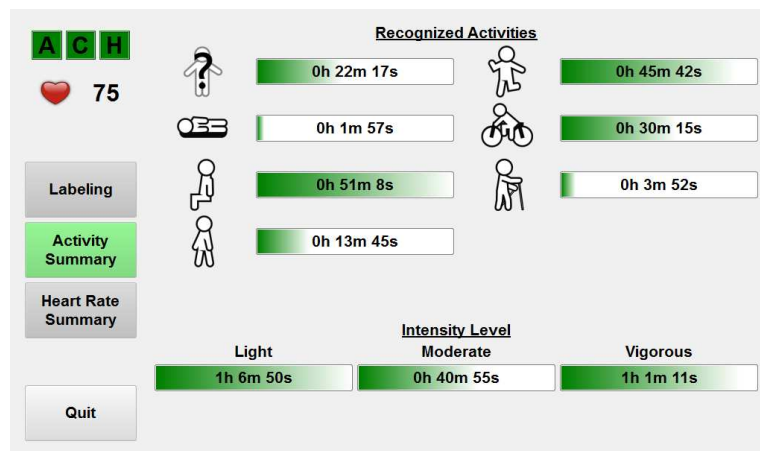 A C H
75
Recognized Activities
?
0h 22m 17s
0h 45m 42s
0h 1m 57s
0h 30m 15s
0h 51m 8s
0h 3m 52s
0h 13m 45s
Labeling
Activity
Summary
Heart Rate
Summary
Quit
Intensity Level
Light Moderate Vigorous
1h 6m 50s 0h 40m 55s 1h 1m 11s